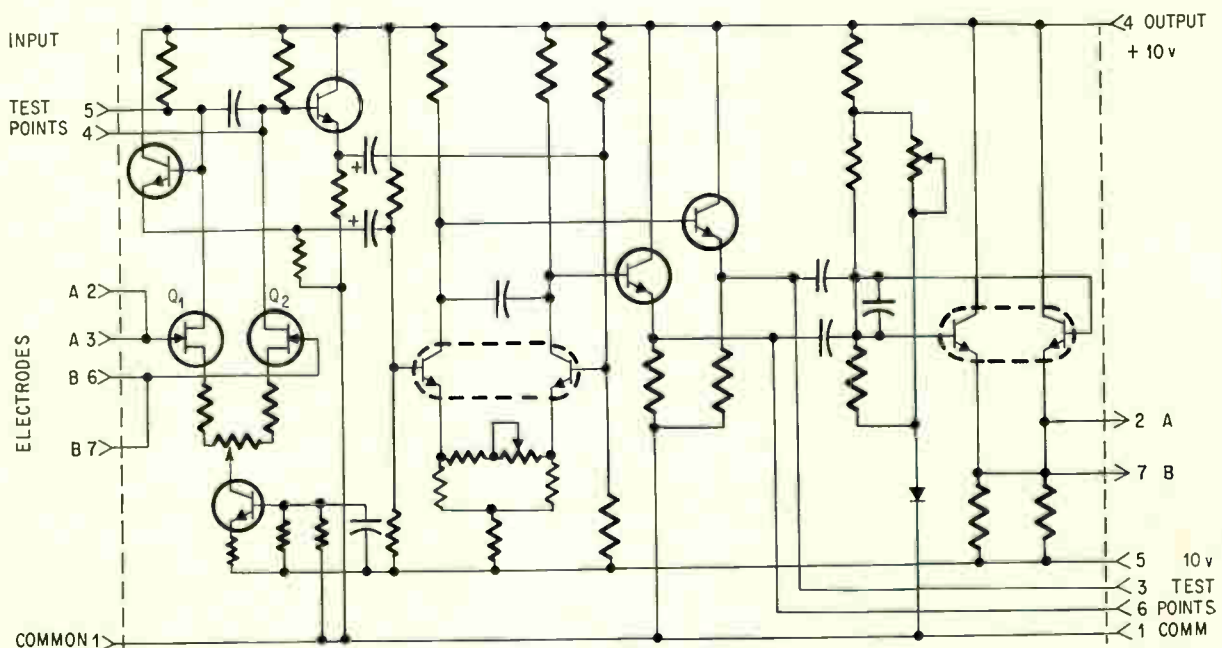 INPUT
TEST 5
POINTS 4
A 2
A 3
B 6
B 7
ELECTRODES
COMMON 1
Q1
Q2
+
+
4 OUTPUT
+ 10 v
2 A
7 B
5 10 v
3 TEST
6 POINTS
1 COMM